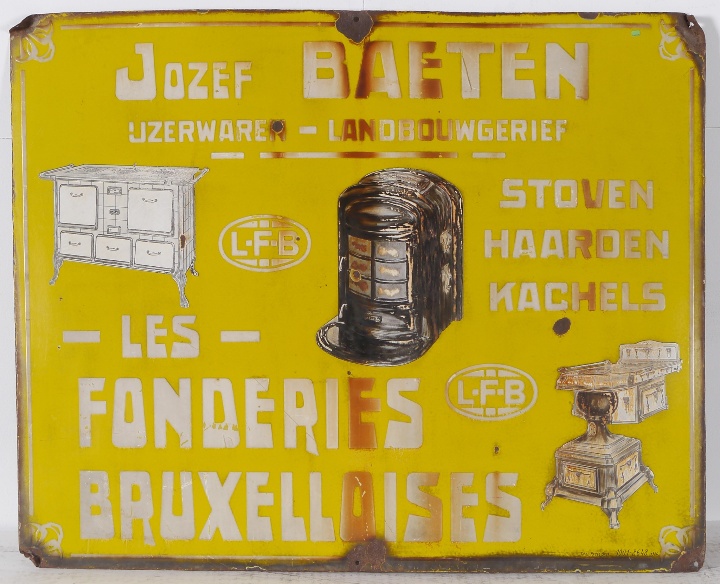 JOZEF BAETEN
IJZERWAREN – LANDBOUWGERIEF
STOVEN
HAARDEN
KACHELS
L·F·B
– LES –
FONDERIES
BRUXELLOISES
L·F·B